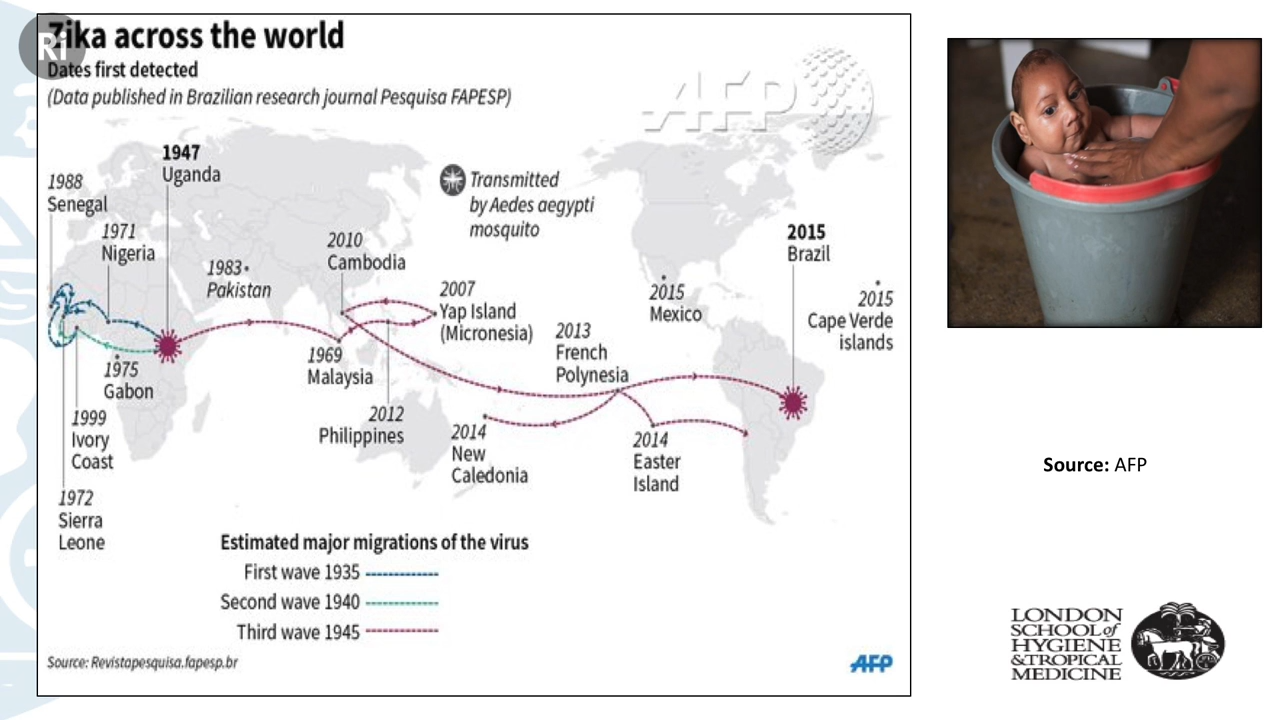 Zika across the world
Ri
Dates first detected
(Data published in Brazilian research journal Pesquisa FAPESP)
AFP
1947
Uganda
1988
Senegal
1971
Nigeria
1983
Pakistan
2010
Cambodia
Transmitted
by Aedes aegypti
mosquito
2007
Yap Island
(Micronesia)
2015
Brazil
2015
Mexico
2015
Cape Verde
islands
2013
French
Polynesia
1969
Malaysia
1975
Gabon
2012
Philippines
1999
Ivory
Coast
2014
New
Caledonia
2014
Easter
Island
1972
Sierra
Leone
Estimated major migrations of the virus
First wave 1935
Second wave 1940
Third wave 1945
Source: Revistapesquisa.fapesp.br
AFP
Source: AFP
LONDON
SCHOOL of
HYGIENE
& TROPICAL
MEDICINE